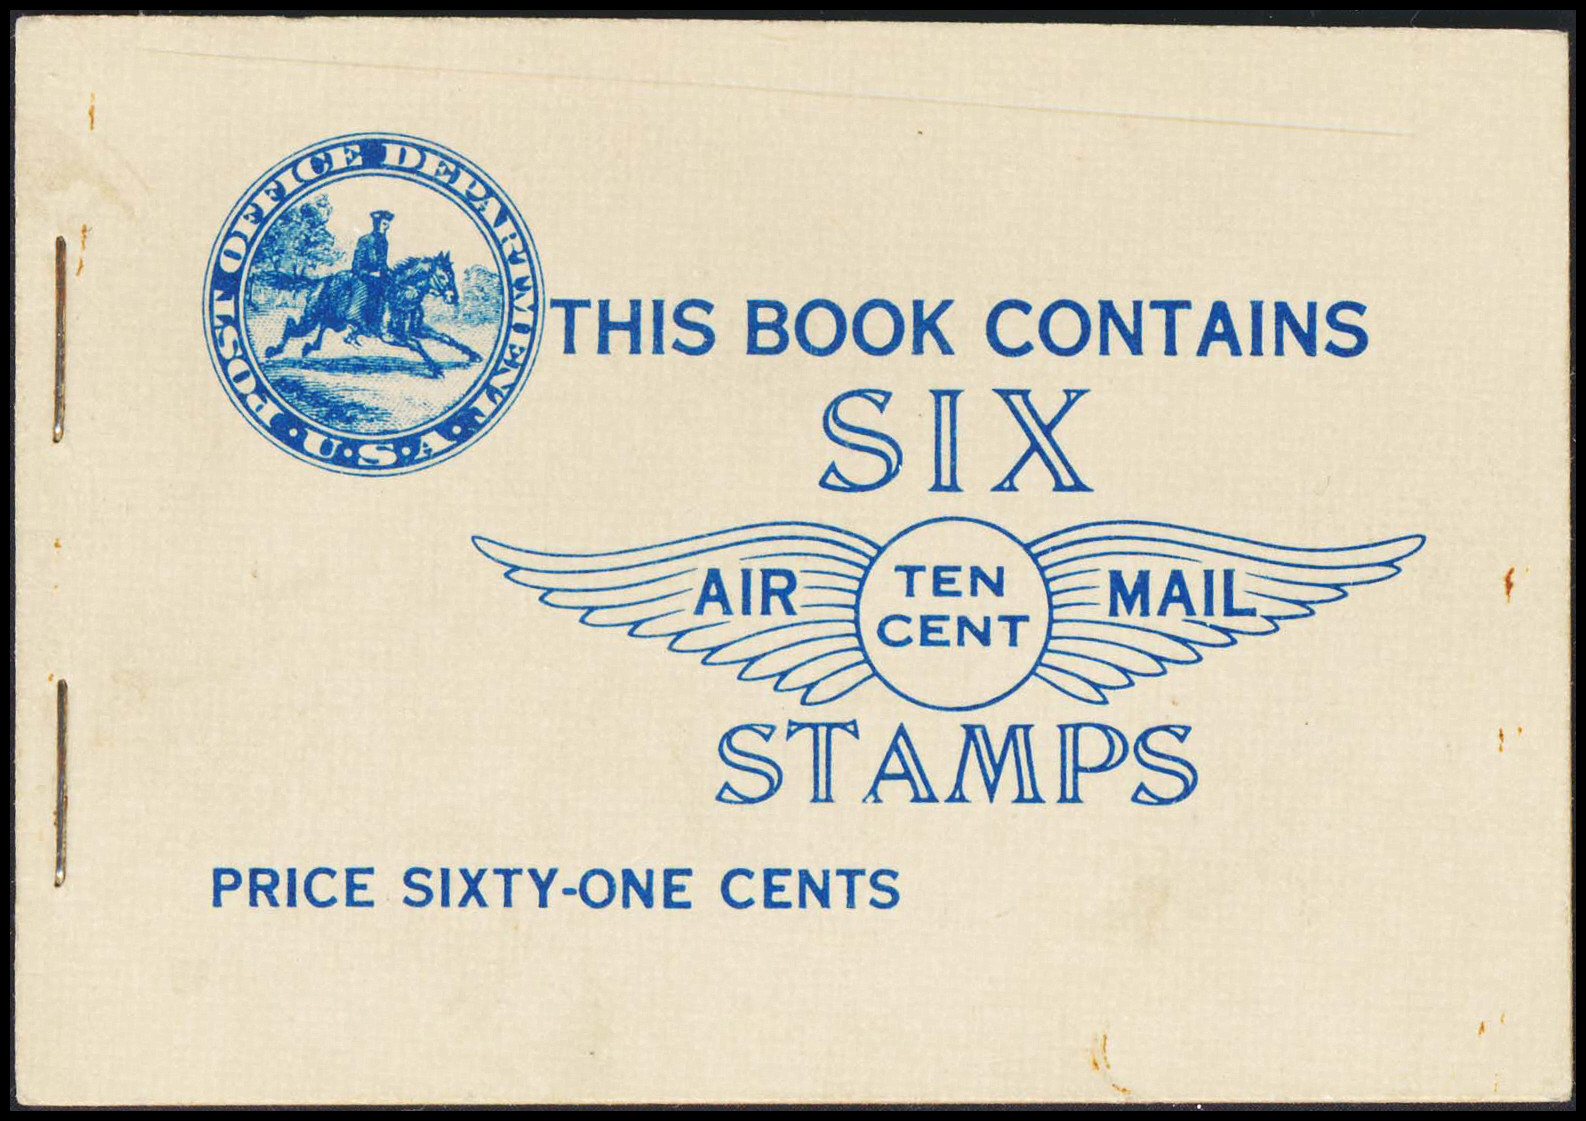 POST OFFICE DEPARTMENT
·U·S·A·
THIS BOOK CONTAINS
SIX
AIR TEN CENT MAIL
STAMPS
PRICE SIXTY-ONE CENTS